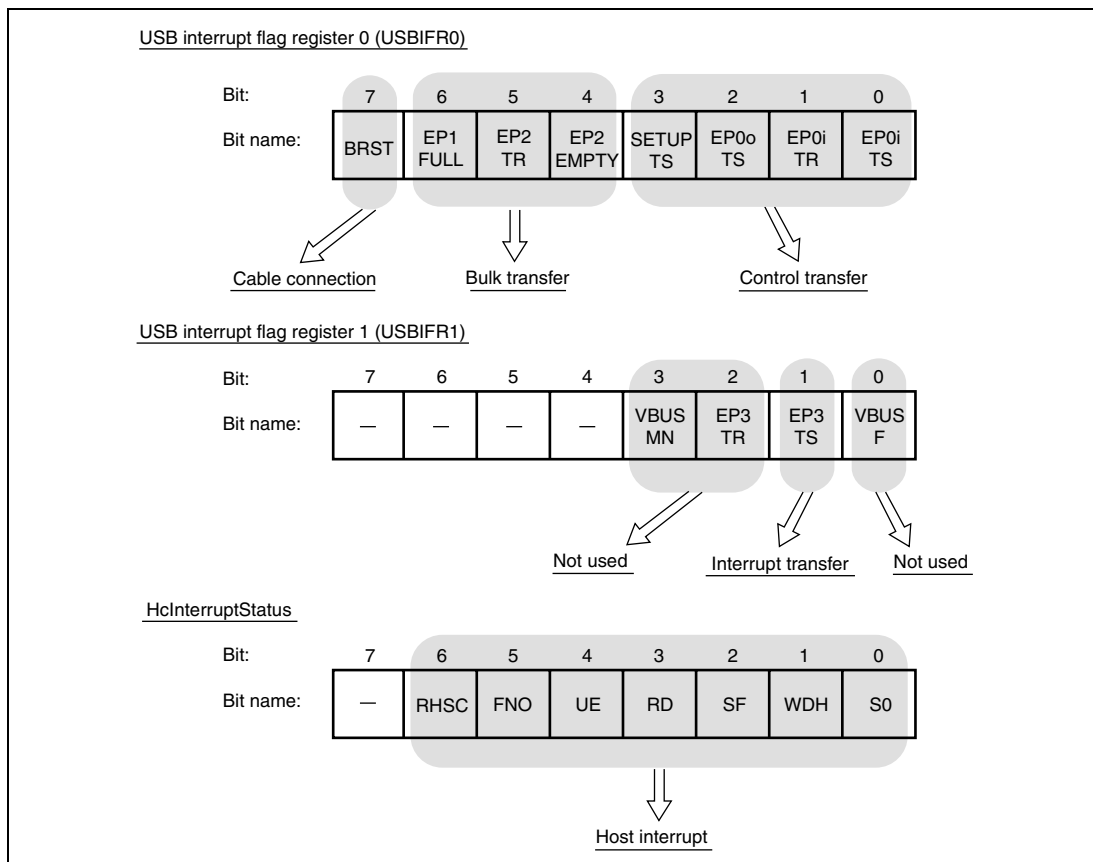 USB interrupt flag register 0 (USBIFR0)
Bit: 7 6 5 4 3 2 1 0
Bit name: BRST EP1 FULL EP2 TR EP2 EMPTY SETUP TS EP0o TS EP0i TR EP0i TS
Cable connection Bulk transfer Control transfer
USB interrupt flag register 1 (USBIFR1)
Bit: 7 6 5 4 3 2 1 0
Bit name: — — — — VBUS MN EP3 TR EP3 TS VBUS F
Not used Interrupt transfer Not used
HcInterruptStatus
Bit: 7 6 5 4 3 2 1 0
Bit name: — RHSC FNO UE RD SF WDH S0
Host interrupt